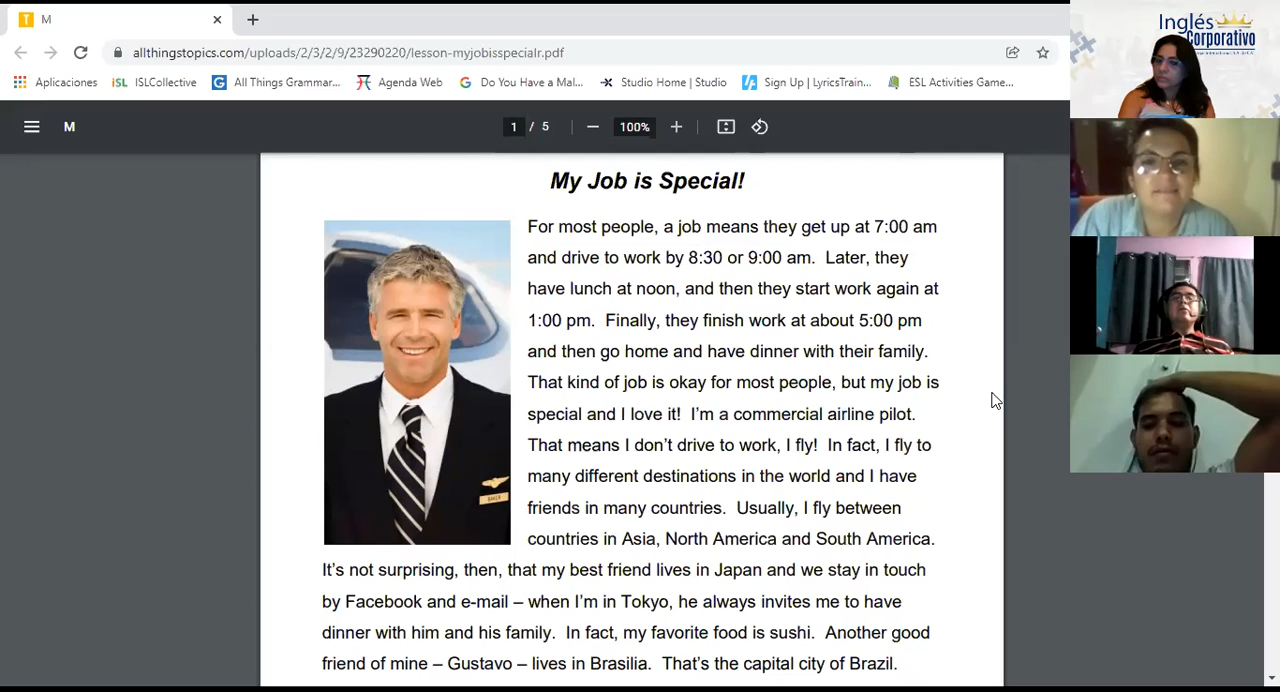 M
allthingstopics.com/uploads/2/3/2/9/23290220/lesson-myjobisspecialr.pdf
Aplicaciones iSL ISLCollective All Things Grammar... Agenda Web Do You Have a Mal... Studio Home | Studio Sign Up | LyricsTrain... ESL Activities Game...
M 1 / 5 100%
My Job is Special!
For most people, a job means they get up at 7:00 am
and drive to work by 8:30 or 9:00 am. Later, they
have lunch at noon, and then they start work again at
1:00 pm. Finally, they finish work at about 5:00 pm
and then go home and have dinner with their family.
That kind of job is okay for most people, but my job is
special and I love it! I'm a commercial airline pilot.
That means I don't drive to work, I fly! In fact, I fly to
many different destinations in the world and I have
friends in many countries. Usually, I fly between
countries in Asia, North America and South America.
It's not surprising, then, that my best friend lives in Japan and we stay in touch
by Facebook and e-mail – when I'm in Tokyo, he always invites me to have
dinner with him and his family. In fact, my favorite food is sushi. Another good
friend of mine – Gustavo – lives in Brasilia. That's the capital city of Brazil.
BAKER
Inglés
Corporativo